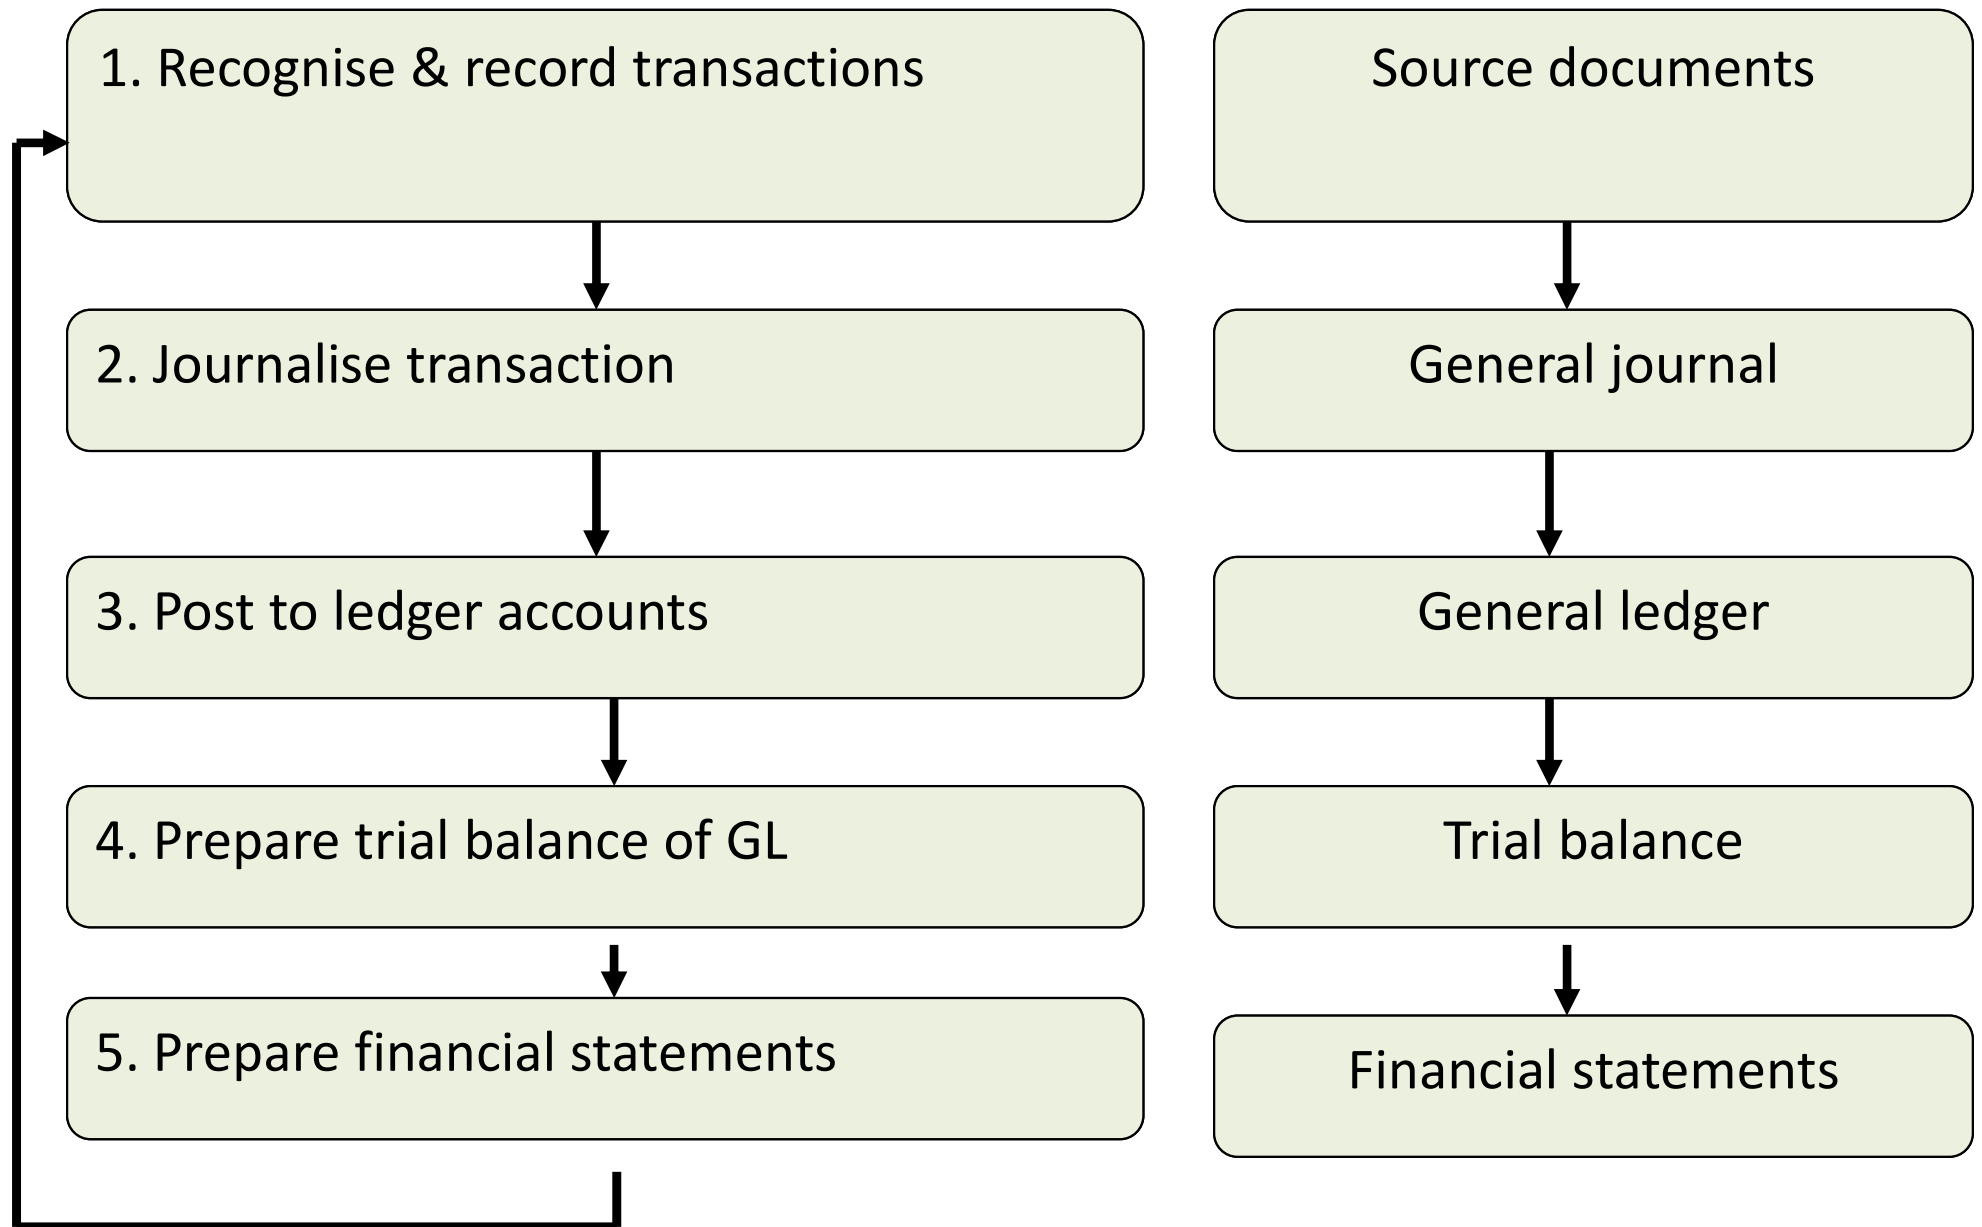 1. Recognise & record transactions
Source documents
2. Journalise transaction
General journal
3. Post to ledger accounts
General ledger
4. Prepare trial balance of GL
Trial balance
5. Prepare financial statements
Financial statements